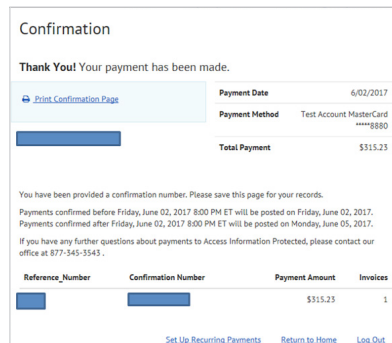 Confirmation
Thank You! Your payment has been made.
Print Confirmation Page
Payment Date 6/02/2017
Payment Method Test Account MasterCard
*****8880
Total Payment $315.23
You have been provided a confirmation number. Please save this page for your records.
Payments confirmed before Friday, June 02, 2017 8:00 PM ET will be posted on Friday, June 02, 2017.
Payments confirmed after Friday, June 02, 2017 8:00 PM ET will be posted on Monday, June 05, 2017.
If you have any further questions about payments to Access Information Protected, please contact our
office at 877-345-3543 .
Reference_Number Confirmation Number Payment Amount Invoices
$315.23 1
Set Up Recurring Payments Return to Home Log Out